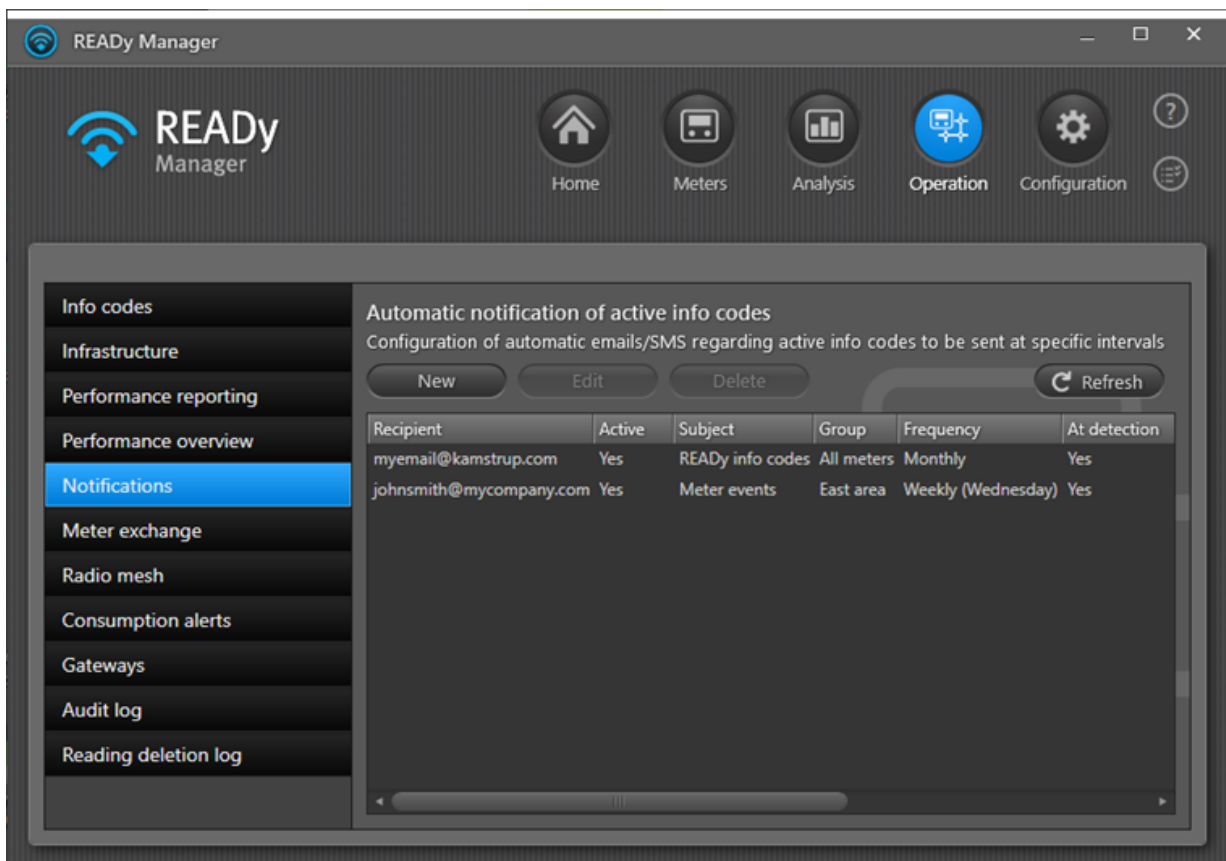 READy Manager
READy
Manager
Home
Meters
Analysis
Operation
Configuration
?
Info codes
Infrastructure
Performance reporting
Performance overview
Notifications
Meter exchange
Radio mesh
Consumption alerts
Gateways
Audit log
Reading deletion log
Automatic notification of active info codes
Configuration of automatic emails/SMS regarding active info codes to be sent at specific intervals
New Edit Delete Refresh
Recipient Active Subject Group Frequency At detection
myemail@kamstrup.com Yes READy info codes All meters Monthly Yes
johnsmith@mycompany.com Yes Meter events East area Weekly (Wednesday) Yes